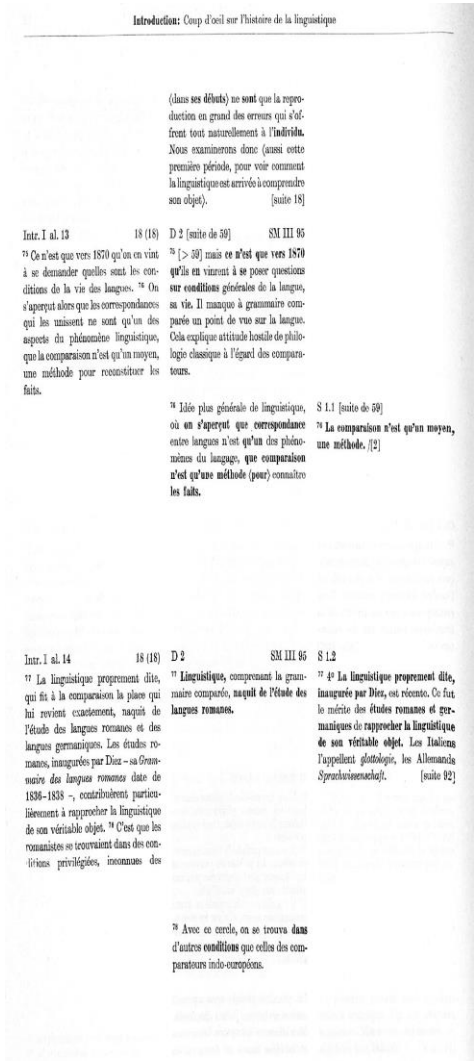 Introduction: Coup d'oeil sur l'histoire de la linguistique
(dans ses débuts) ne sont que la repro-
duction en grand des erreurs qui s'of-
frent tout naturellement à l'individu.
Nous examinerons donc (aussi cette
première période, pour voir comment
la linguistique est arrivée à comprendre
son objet). [suite 18]
Intr. I al. 13 18 (18)
75 Ce n'est que vers 1870 qu'on en vint
à se demander quelles sont les con-
ditions de la vie des langues. 76 On
s'aperçut alors que les correspondances
qui les unissent ne sont qu'un des
aspects du phénomène linguistique,
que la comparaison n'est qu'un moyen,
une méthode pour reconstituer les
faits.
D 2 [suite de 59] SM III 95
75 [> 59] mais ce n'est que vers 1870
qu'ils en vinrent à se poser questions
sur conditions générales de la langue,
sa vie. Il manque à grammaire com-
parée un point de vue sur la langue.
Cela explique attitude hostile de philo-
logie classique à l'égard des compara-
teurs.
76 Idée plus générale de linguistique,
où on s'aperçut que correspondance
entre langues n'est qu'un des phéno-
mènes du langage, que comparaison
n'est qu'une méthode (pour) connaître
les faits.
S 1.1 [suite de 59]
76 La comparaison n'est qu'un moyen,
une méthode. /[2]
Intr. I al. 14 18 (18)
77 La linguistique proprement dite,
qui fit à la comparaison la place qui
lui revient exactement, naquit de
l'étude des langues romanes et des
langues germaniques. Les études ro-
manes, inaugurées par Diez – sa Gram-
maire des langues romanes date de
1836-1838 –, contribuèrent particu-
lièrement à rapprocher la linguistique
de son véritable objet. 78 C'est que les
romanistes se trouvaient dans des con-
ditions privilégiées, inconnues des
D 2 SM III 95
77 Linguistique, comprenant la gram-
maire comparée, naquit de l'étude des
langues romanes.
78 Avec ce cercle, on se trouva dans
d'autres conditions que celles des com-
parateurs indo-européens.
S 1.2
77 4º La linguistique proprement dite,
inaugurée par Diez, est récente. Ce fut
le mérite des études romanes et ger-
maniques de rapprocher la linguistique
de son véritable objet. Les Italiens
l'appellent glottologie, les Allemands
Sprachwissenschaft. [suite 92]